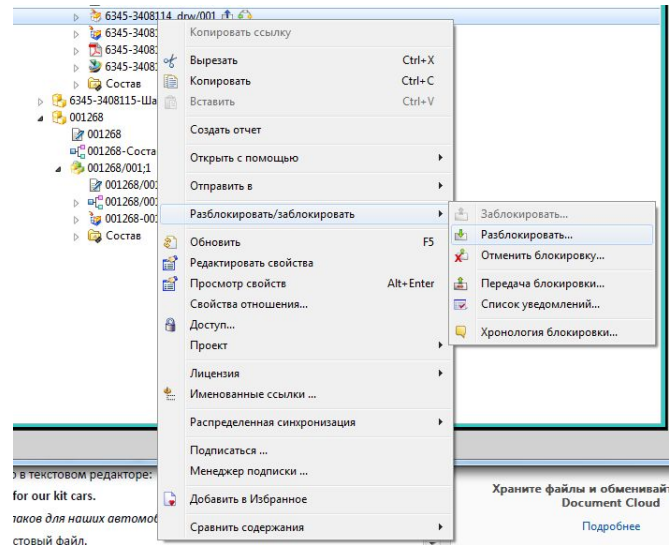 6345-3408114_drw/001
6345-3408
6345-3408
6345-3408
Состав
6345-3408115-Ша
001268
001268
001268-Соста
001268/001;1
001268/001
001268/001
001268-001
Состав
Копировать ссылку
Вырезать Ctrl+X
Копировать Ctrl+C
Вставить Ctrl+V
Создать отчет
Открыть с помощью
Отправить в
Разблокировать/заблокировать
Обновить F5
Редактировать свойства
Просмотр свойств Alt+Enter
Свойства отношения...
Доступ...
Проект
Лицензия
Именованные ссылки ...
Распределенная синхронизация
Подписаться ...
Менеджер подписки ...
Добавить в Избранное
Сравнить содержания
Заблокировать...
Разблокировать...
Отменить блокировку...
Передача блокировки...
Список уведомлений...
Хронология блокировки...
в текстовом редакторе:
for our kit cars.
лаков для наших автомоб
стовый файл.
Храните файлы и обменивайт
Document Cloud
Подробнее